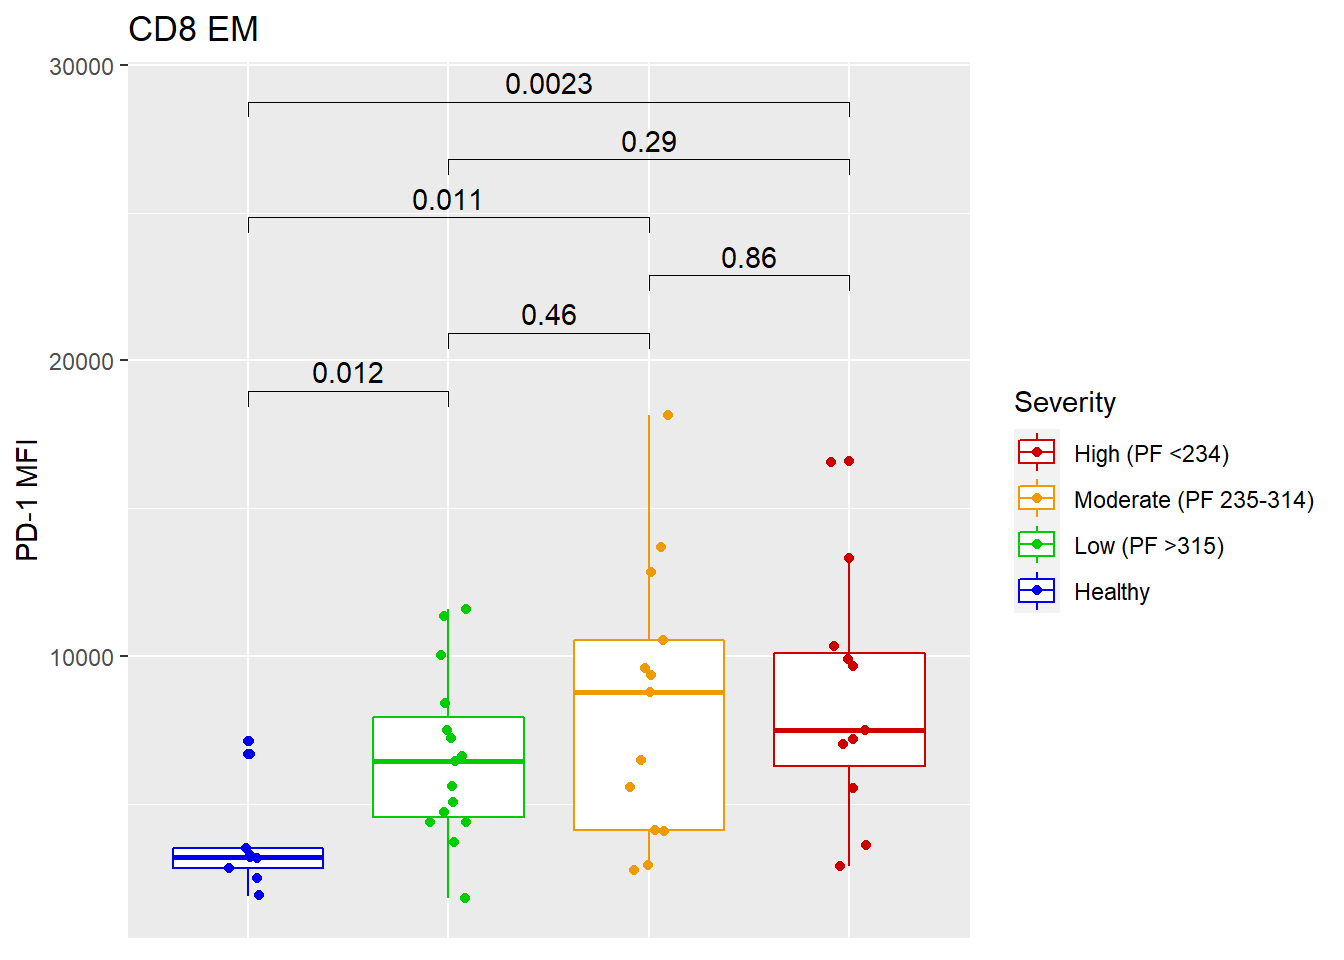 CD8 EM
30000
20000
10000
PD-1 MFI
0.0023
0.29
0.011
0.86
0.46
0.012
Severity
High (PF <234)
Moderate (PF 235-314)
Low (PF >315)
Healthy